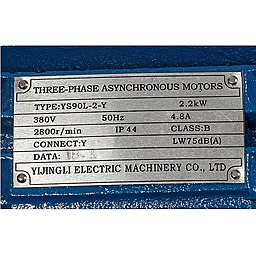 THREE-PHASE ASYNCHRONOUS MOTORS
TYPE:YS90L-2-Y 2.2kW
380V 50Hz 4.8A
2800r/min IP 44 CLASS:B
CONNECT:Y LW75dB(A)
DATA:
YIJINGLI ELECTRIC MACHINERY CO., LTD